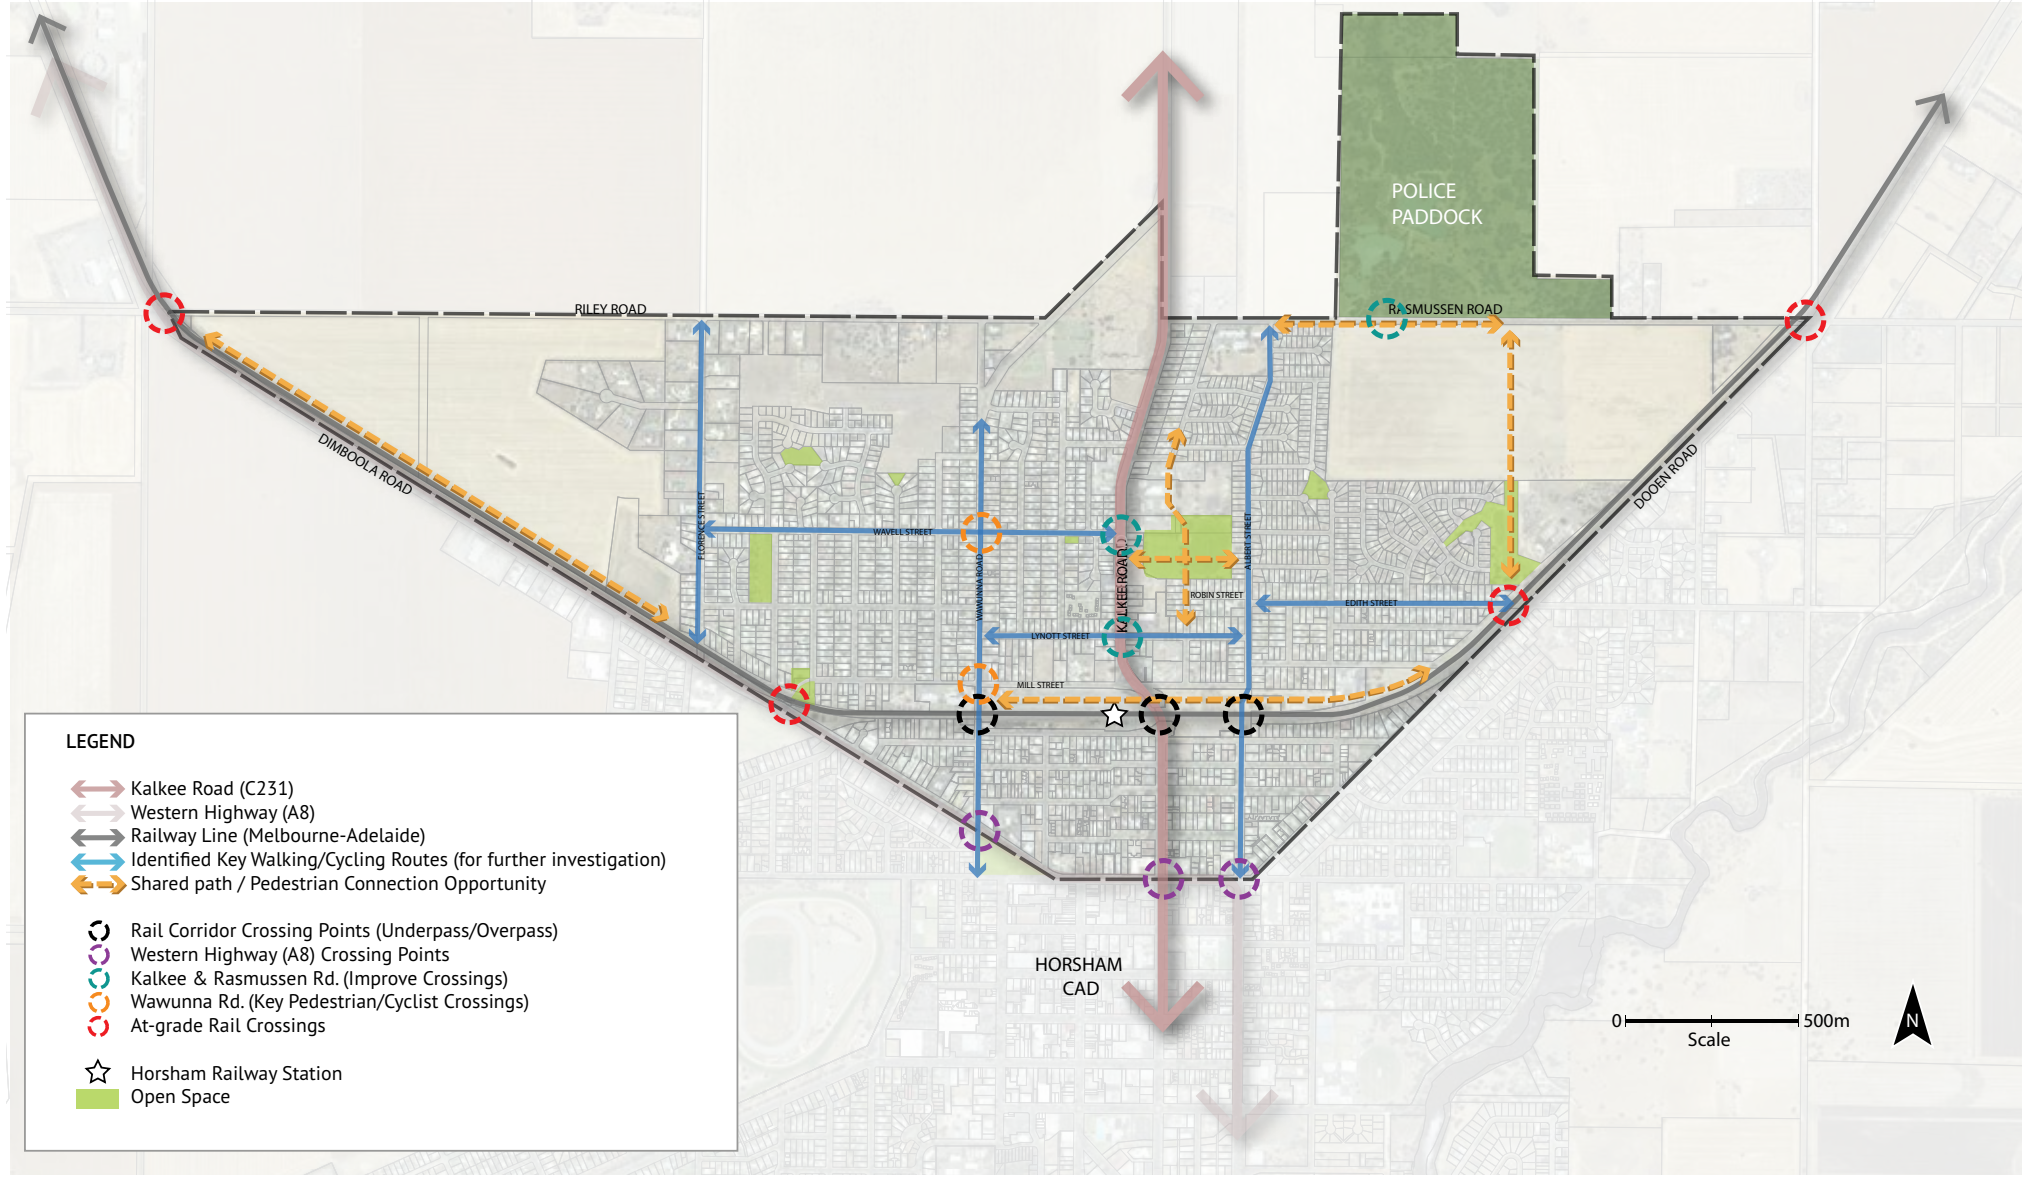 POLICE
PADDOCK
RILEY ROAD
RASMUSSEN ROAD
DIMBOOLA ROAD
DOOEN ROAD
FLORENCE STREET
WAVELL STREET
WAWUNNA ROAD
KALKEE ROAD
ALBERT STREET
ROBIN STREET
EDITH STREET
LYNOTT STREET
MILL STREET
LEGEND
Kalkee Road (C231)
Western Highway (A8)
Railway Line (Melbourne-Adelaide)
Identified Key Walking/Cycling Routes (for further investigation)
Shared path / Pedestrian Connection Opportunity
Rail Corridor Crossing Points (Underpass/Overpass)
Western Highway (A8) Crossing Points
Kalkee & Rasmussen Rd. (Improve Crossings)
Wawunna Rd. (Key Pedestrian/Cyclist Crossings)
At-grade Rail Crossings
Horsham Railway Station
Open Space
HORSHAM
CAD
0 500m
Scale
N